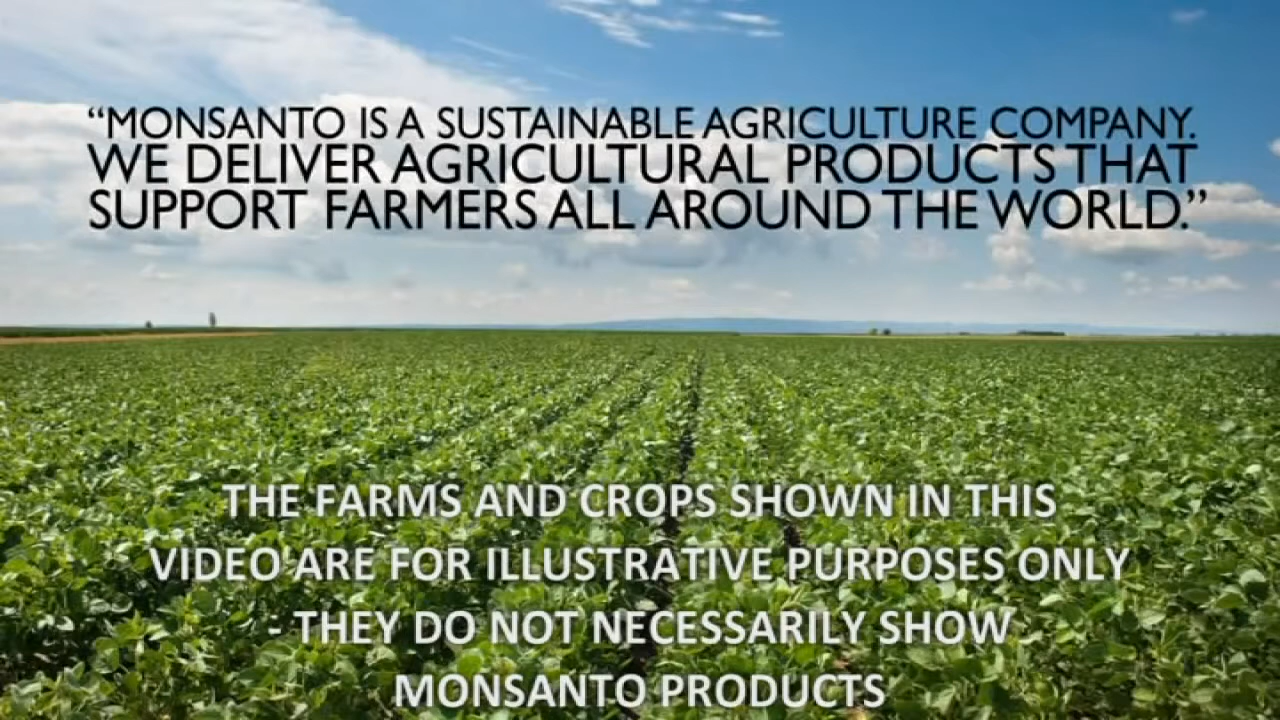 “MONSANTO IS A SUSTAINABLE AGRICULTURE COMPANY.
WE DELIVER AGRICULTURAL PRODUCTS THAT
SUPPORT FARMERS ALL AROUND THE WORLD.”
THE FARMS AND CROPS SHOWN IN THIS
VIDEO ARE FOR ILLUSTRATIVE PURPOSES ONLY
- THEY DO NOT NECESSARILY SHOW
MONSANTO PRODUCTS